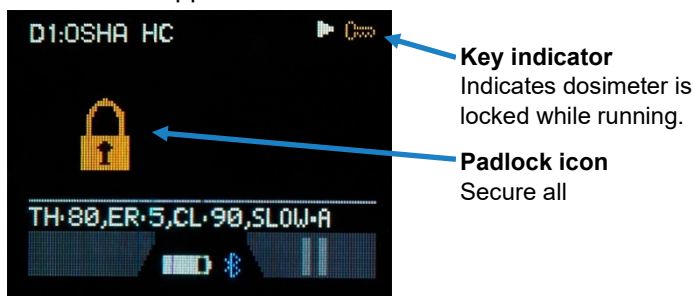 D1:OSHA HC
Key indicator
Indicates dosimeter is
locked while running.
Padlock icon
Secure all
TH·80,ER·5,CL·90,SLOW·A